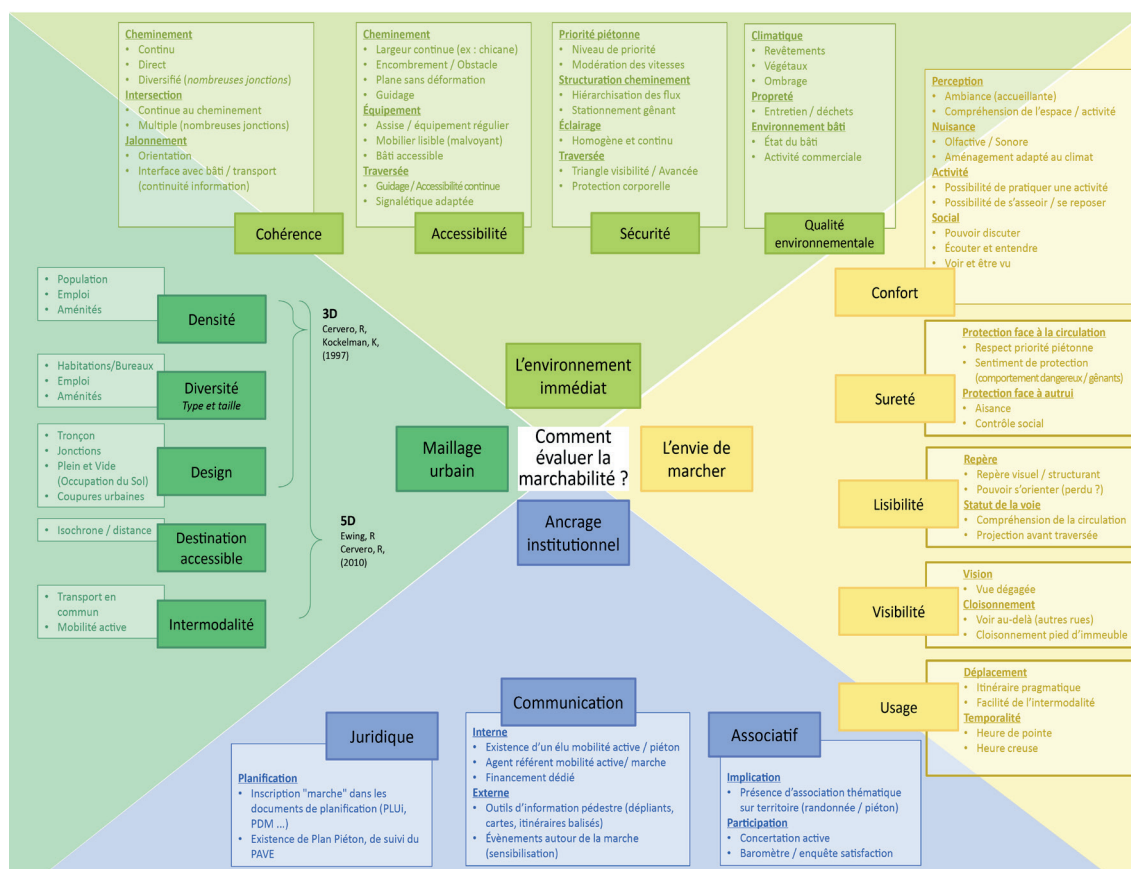 Cheminement
• Continu
• Direct
• Diversifié (nombreuses jonctions)
Intersection
• Continue au cheminement
• Multiple (nombreuses jonctions)
Jalonnement
• Orientation
• Interface avec bâti / transport
(continuité information)
Cohérence
Cheminement
• Largeur continue (ex : chicane)
• Encombrement / Obstacle
• Plane sans déformation
• Guidage
Équipement
• Assise / équipement régulier
• Mobilier lisible (malvoyant)
• Bâti accessible
Traversée
• Guidage / Accessibilité continue
• Signalétique adaptée
Accessibilité
Priorité piétonne
• Niveau de priorité
• Modération des vitesses
Structuration cheminement
• Hiérarchisation des flux
• Stationnement gênant
Éclairage
• Homogène et continu
Traversée
• Triangle visibilité / Avancée
• Protection corporelle
Sécurité
Climatique
• Revêtements
• Végétaux
• Ombrage
Propreté
• Entretien / déchets
Environnement bâti
• État du bâti
• Activité commerciale
Qualité
environnementale
Perception
• Ambiance (accueillante)
• Compréhension de l'espace / activité
Nuisance
• Olfactive / Sonore
• Aménagement adapté au climat
Activité
• Possibilité de pratiquer une activité
• Possibilité de s'asseoir / se reposer
Social
• Pouvoir discuter
• Écouter et entendre
• Voir et être vu
Confort
• Population
• Emploi
• Aménités
Densité
• Habitations/Bureaux
• Emploi
• Aménités
Diversité
Type et taille
• Tronçon
• Jonctions
• Plein et Vide
(Occupation du Sol)
• Coupures urbaines
Design
• Isochrone / distance
Destination
accessible
• Transport en
commun
• Mobilité active
Intermodalité
3D
Cervero, R,
Kockelman, K,
(1997)
5D
Ewing, R
Cervero, R,
(2010)
L'environnement
immédiat
Maillage
urbain
Comment
évaluer la
marchabilité ?
L'envie de
marcher
Ancrage
institutionnel
Protection face à la circulation
• Respect priorité piétonne
• Sentiment de protection
(comportement dangereux / gênants)
Protection face à autrui
• Aisance
• Contrôle social
Sureté
Repère
• Repère visuel / structurant
• Pouvoir s'orienter (perdu ?)
Statut de la voie
• Compréhension de la circulation
• Projection avant traversée
Lisibilité
Vision
• Vue dégagée
Cloisonnement
• Voir au-delà (autres rues)
• Cloisonnement pied d'immeuble
Visibilité
Déplacement
• Itinéraire pragmatique
• Facilité de l'intermodalité
Temporalité
• Heure de pointe
• Heure creuse
Usage
Juridique
Planification
• Inscription "marche" dans les
documents de planification (PLUi,
PDM ...)
• Existence de Plan Piéton, de suivi du
PAVE
Communication
Interne
• Existence d'un élu mobilité active / piéton
• Agent référent mobilité active/ marche
• Financement dédié
Externe
• Outils d'information pédestre (dépliants,
cartes, itinéraires balisés)
• Évènements autour de la marche
(sensibilisation)
Associatif
Implication
• Présence d'association thématique
sur territoire (randonnée / piéton)
Participation
• Concertation active
• Baromètre / enquête satisfaction